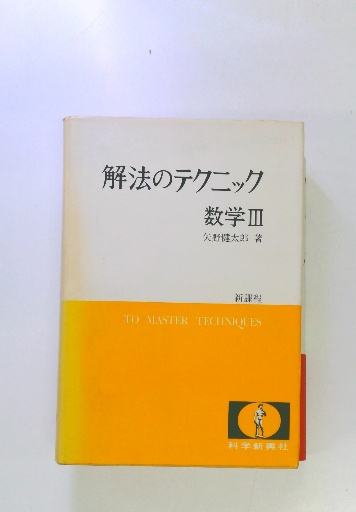 解法のテクニック
数学III
矢野健太郎 著
新課程
TO MASTER TECHNIQUES
科学新興社